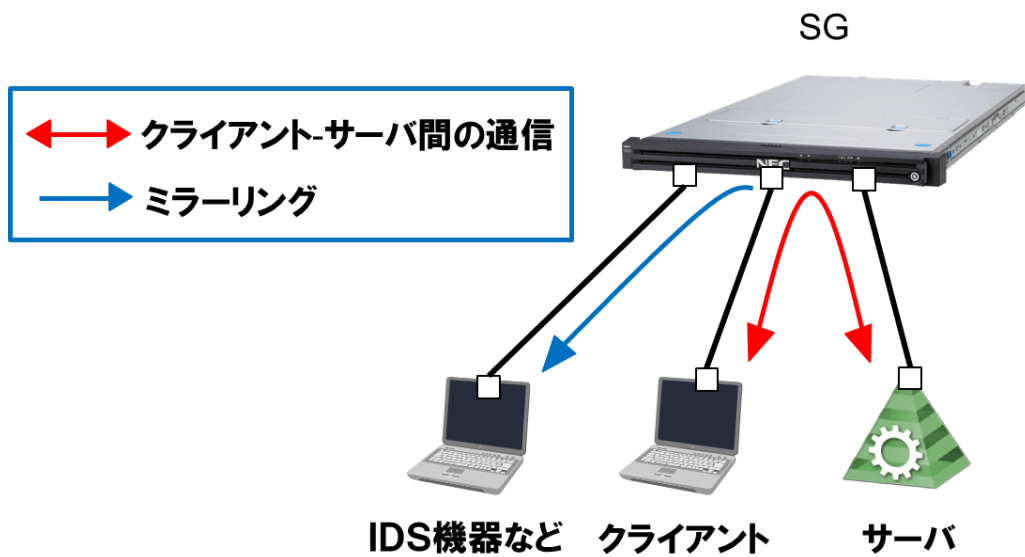 SG
クライアント-サーバ間の通信
ミラーリング
NEC
IDS機器など
クライアント
サーバ